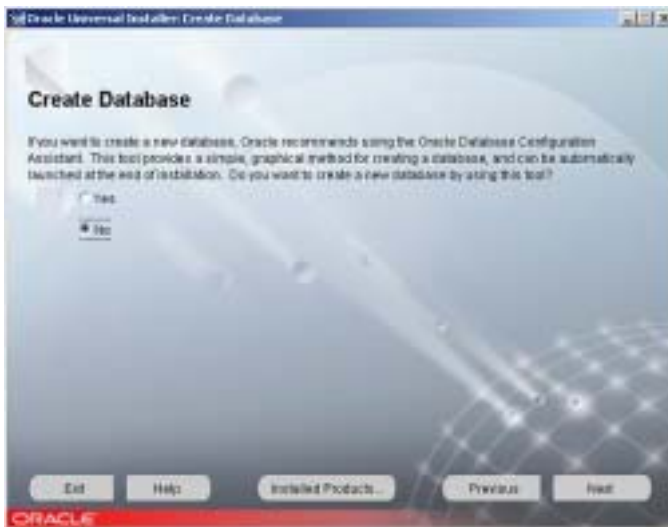 Oracle Universal Installer: Create Database
Create Database
If you want to create a new database, Oracle recommends using the Oracle Database Configuration
Assistant. This tool provides a simple, graphical method for creating a database, and can be automatically
launched at the end of installation. Do you want to create a new database by using this tool?
Yes
No
Exit
Help
Installed Products...
Previous
Next
ORACLE